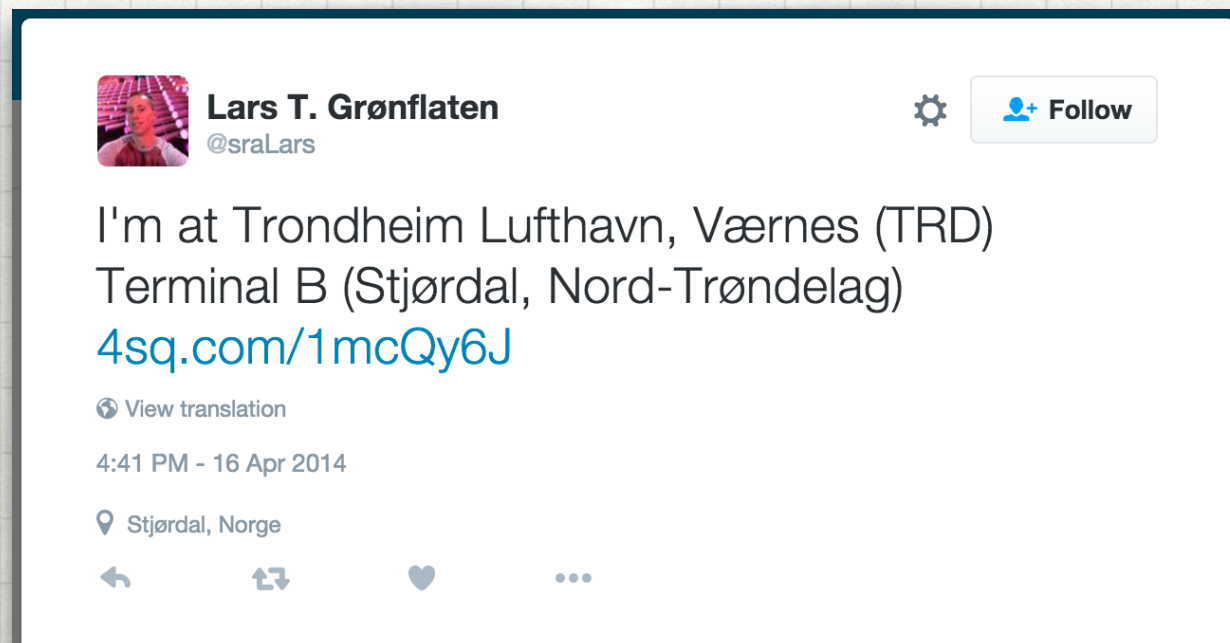 Lars T. Grønflaten
@sraLars
Follow
I'm at Trondheim Lufthavn, Værnes (TRD)
Terminal B (Stjørdal, Nord-Trøndelag)
4sq.com/1mcQy6J
View translation
4:41 PM - 16 Apr 2014
Stjørdal, Norge